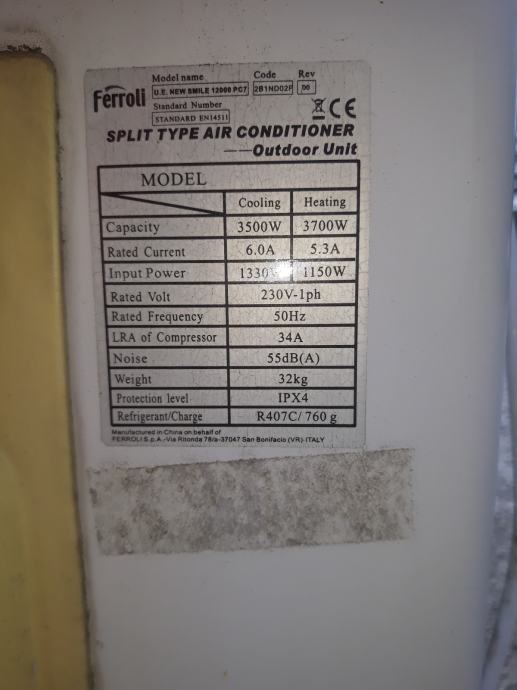 Ferroli
Model name Code Rev
U.E. NEW SMILE 12000 PC7 2B1ND02F 00
Standard Number
STANDARD EN14511
CE
SPLIT TYPE AIR CONDITIONER
——Outdoor Unit
MODEL
Cooling Heating
Capacity 3500W 3700W
Rated Current 6.0A 5.3A
Input Power 1330W 1150W
Rated Volt 230V-1ph
Rated Frequency 50Hz
LRA of Compressor 34A
Noise 55dB(A)
Weight 32kg
Protection level IPX4
Refrigerant/Charge R407C/ 760 g
Manufactured in China on behalf of
FERROLI S.p.A.-Via Ritonda 78/a-37047 San Bonifacio (VR) ITALY